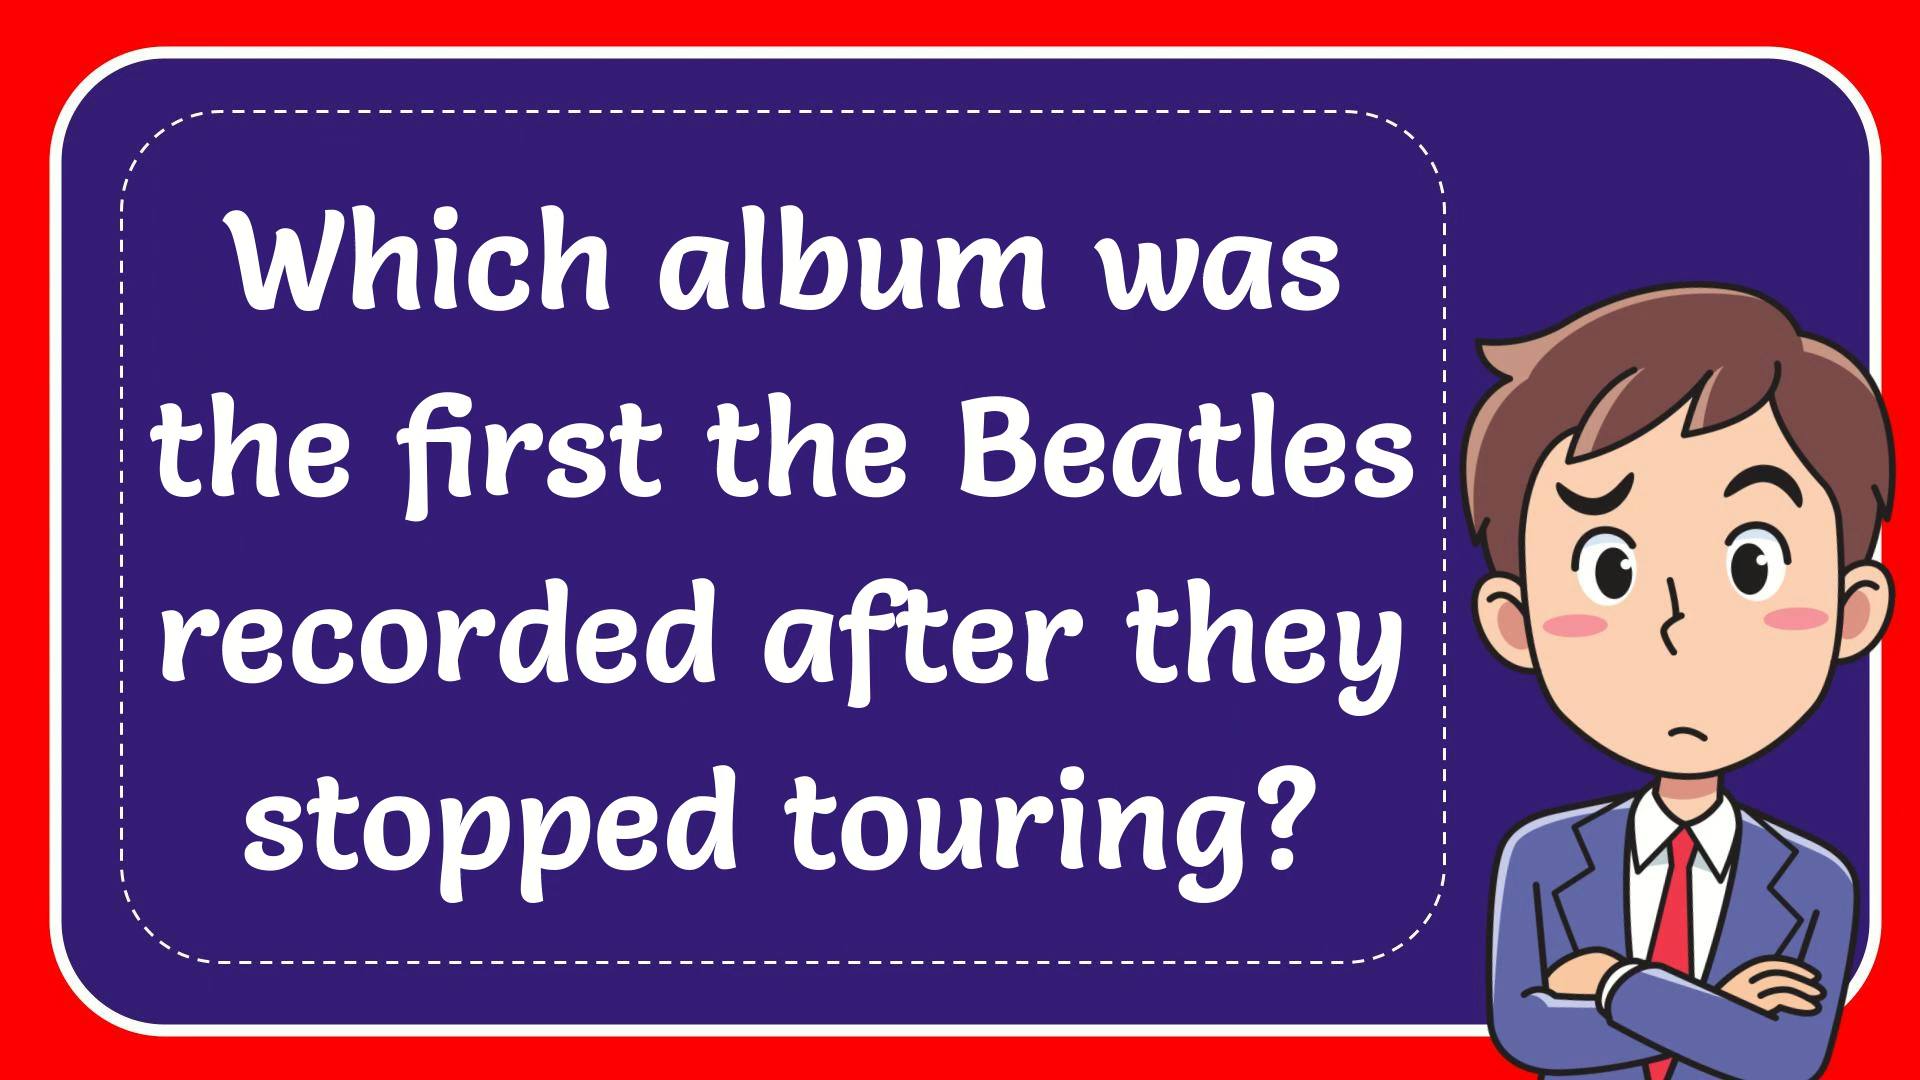 Which album was
the first the Beatles
recorded after they
stopped touring?